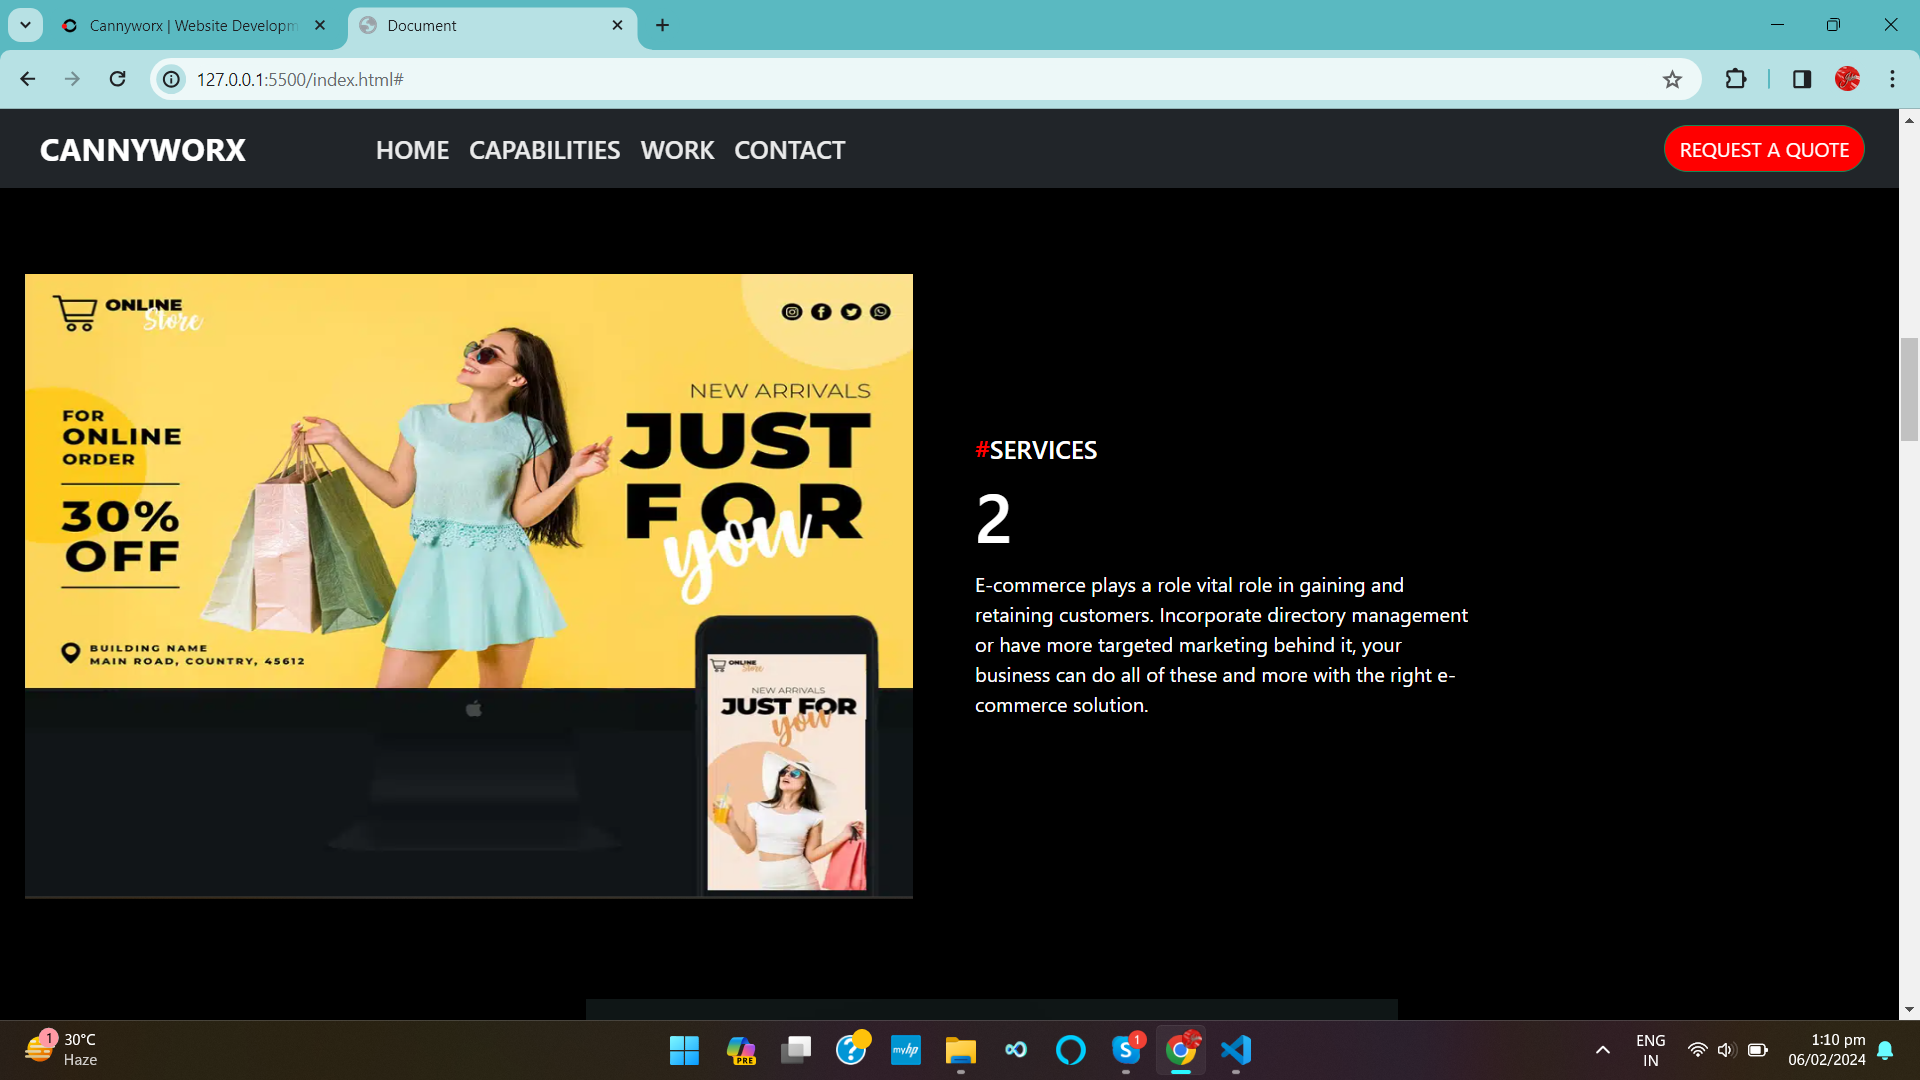 Cannyworx | Website Developm
Document
127.0.0.1:5500/index.html#
CANNYWORX
HOME
CAPABILITIES
WORK
CONTACT
REQUEST A QUOTE
ONLINE
Store
FOR
ONLINE
ORDER
30%
OFF
BUILDING NAME
MAIN ROAD, COUNTRY, 45612
NEW ARRIVALS
JUST
FOR
you
ONLINE
Store
NEW ARRIVALS
JUST FOR
you
#SERVICES
2
E-commerce plays a role vital role in gaining and
retaining customers. Incorporate directory management
or have more targeted marketing behind it, your
business can do all of these and more with the right e-
commerce solution.
1
30°C
Haze
PRE
?
myhp
S
1
ENG
IN
1:10 pm
06/02/2024